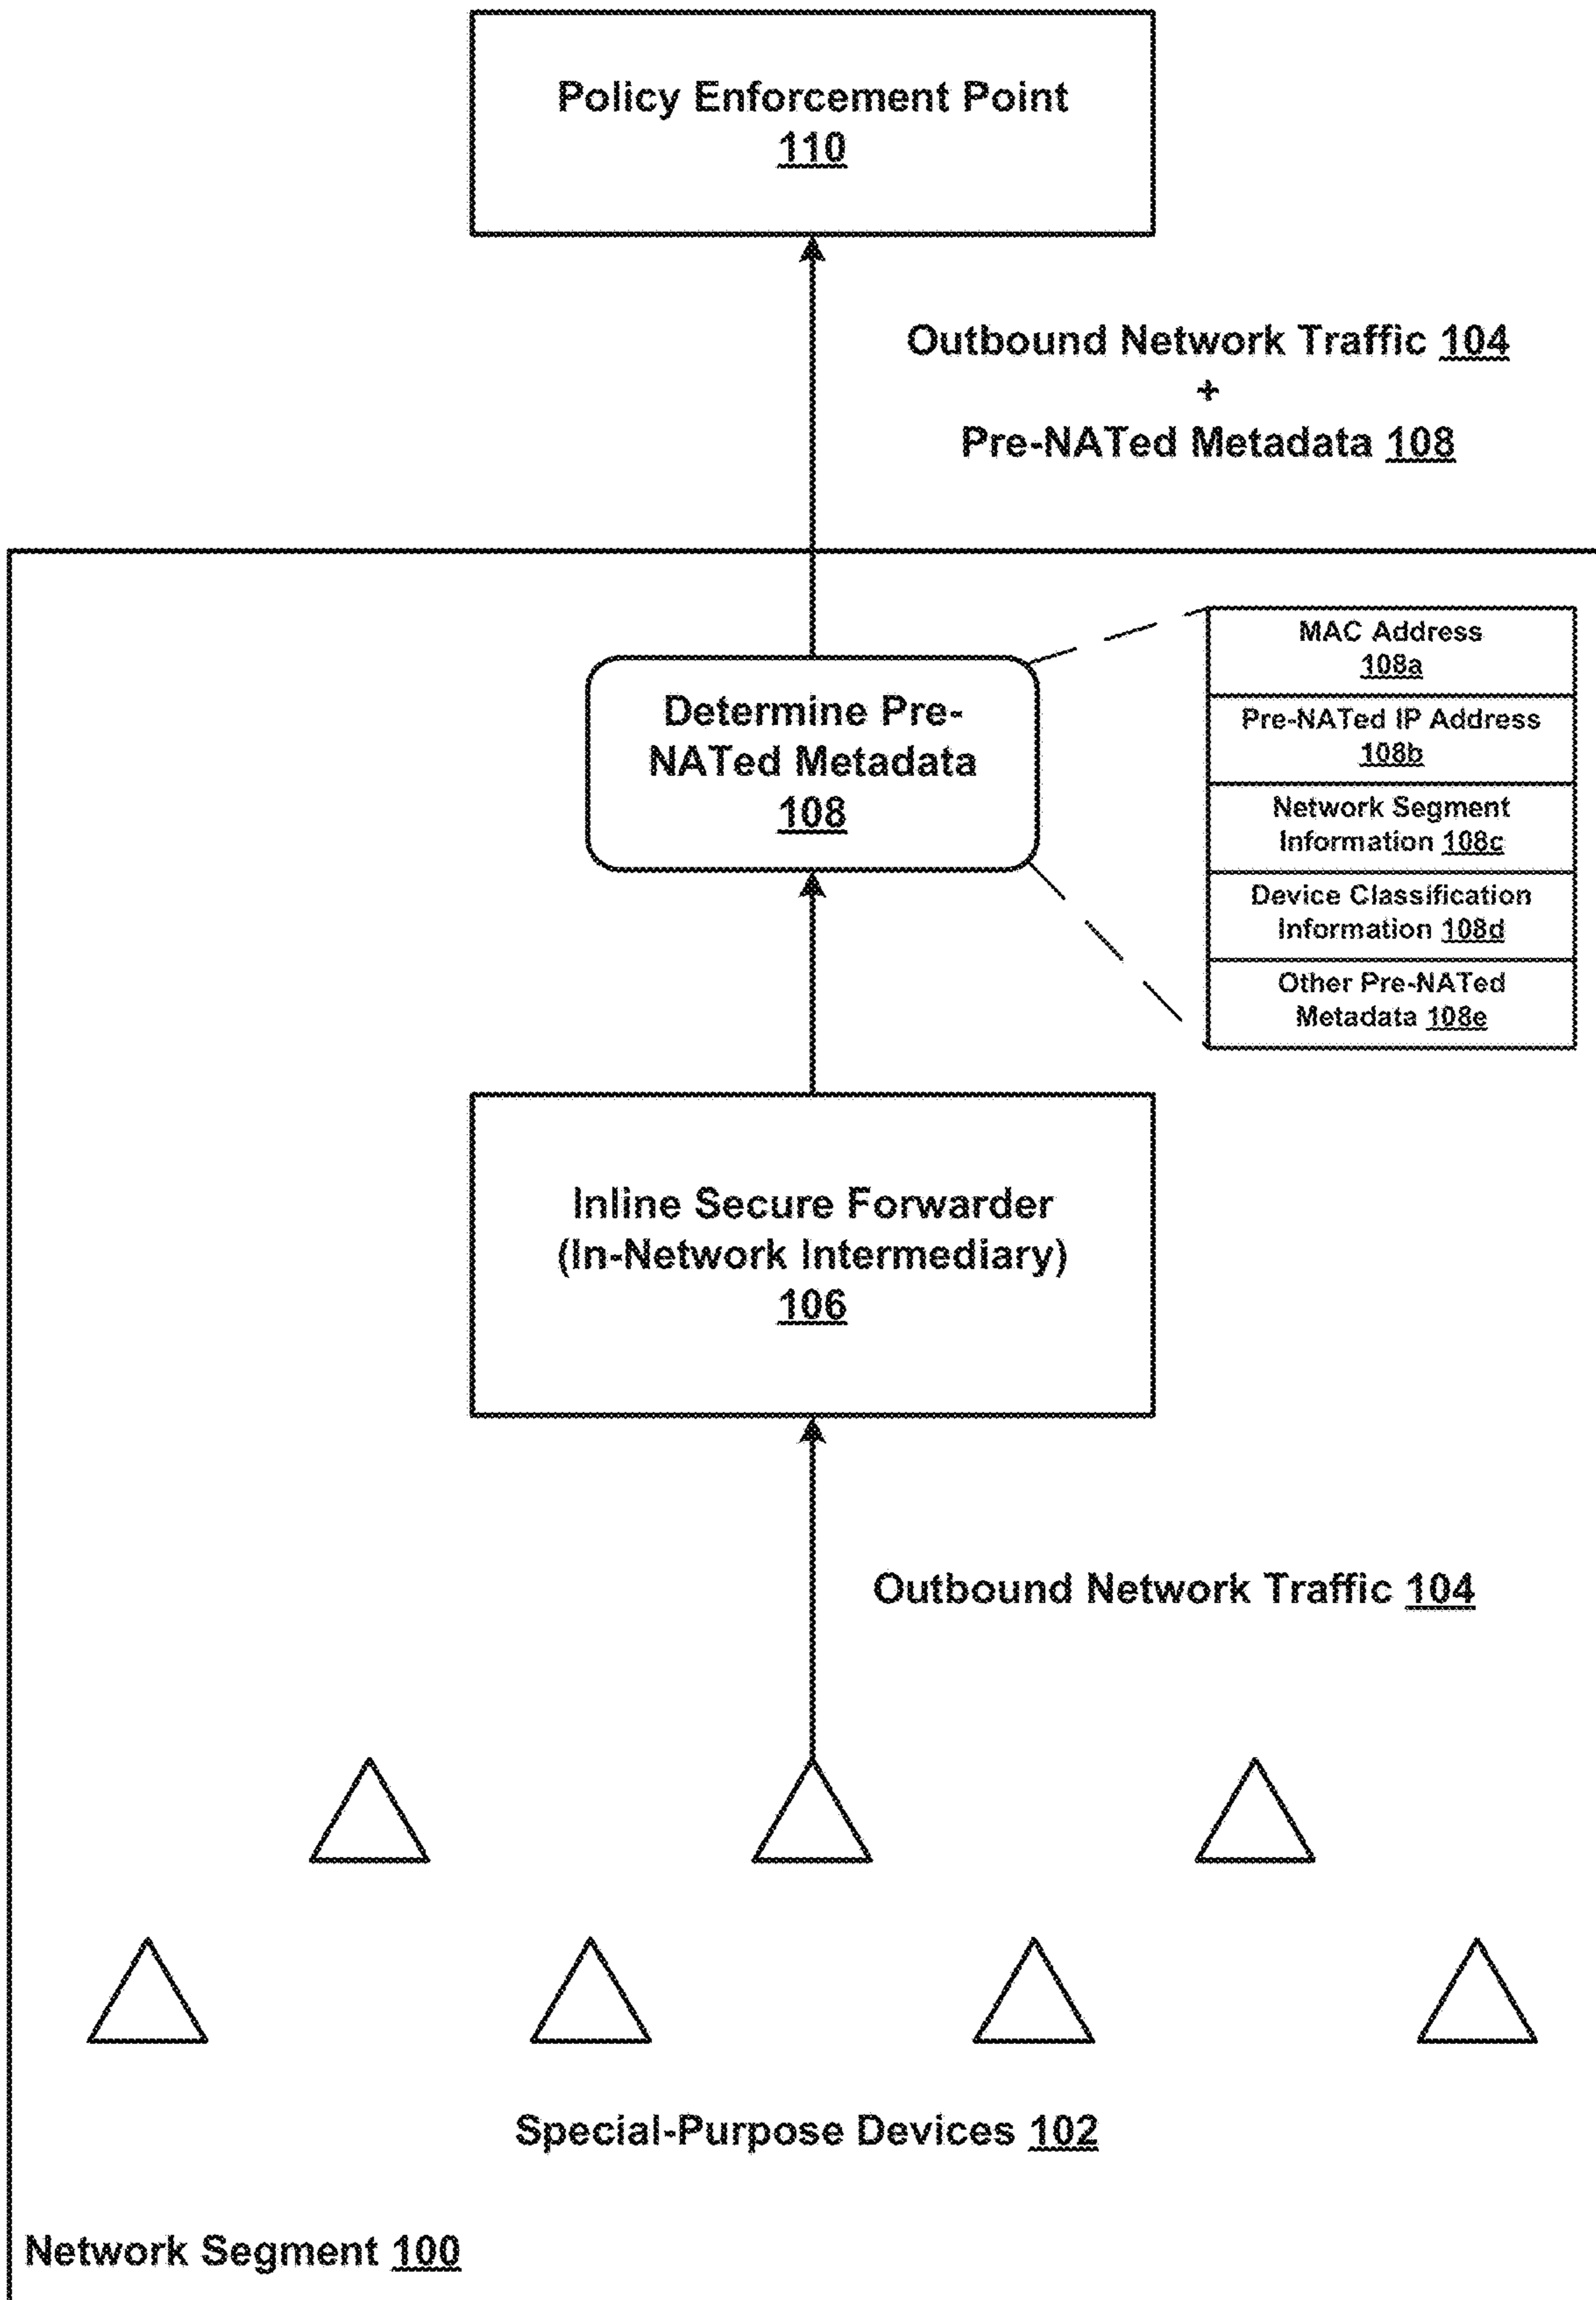 Policy Enforcement Point
110
Outbound Network Traffic 104
+
Pre-NATed Metadata 108
MAC Address
108a
Pre-NATed IP Address
108b
Network Segment
Information 108c
Device Classification
Information 108d
Other Pre-NATed
Metadata 108e
Determine Pre-
NATed Metadata
108
Inline Secure Forwarder
(In-Network Intermediary)
106
Outbound Network Traffic 104
Special-Purpose Devices 102
Network Segment 100